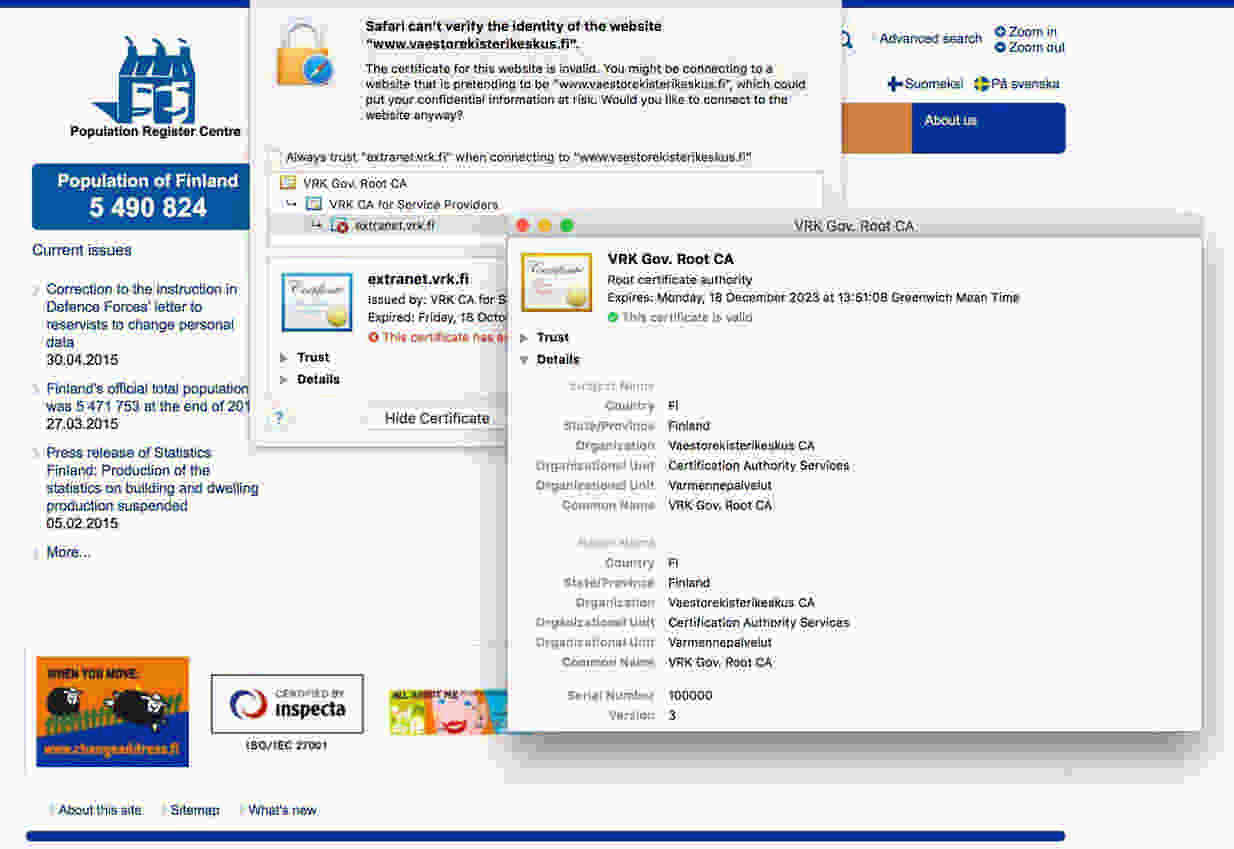 Safari can't verify the identity of the website
"www.vaestorekisterikeskus.fi".
The certificate for this website is invalid. You might be connecting to a
website that is pretending to be "www.vaestorekisterikeskus.fi", which could
put your confidential information at risk. Would you like to connect to the
website anyway?
Always trust "extranet.vrk.fi" when connecting to "www.vaestorekisterikeskus.fi"
VRK Gov. Root CA
VRK CA for Service Providers
extranet.vrk.fi
extranet.vrk.fi
Issued by: VRK CA for S
Expired: Friday, 18 Octo
This certificate has e
Trust
Details
?
Hide Certificate
Advanced search
Zoom in
Zoom out
Suomeksi
På svenska
About us
Population Register Centre
Population of Finland
5 490 824
Current issues
Correction to the instruction in
Defence Forces' letter to
reservists to change personal
data
30.04.2015
Finland's official total population
was 5 471 753 at the end of 201
27.03.2015
Press release of Statistics
Finland: Production of the
statistics on building and dwelling
production suspended
05.02.2015
More...
VRK Gov. Root CA
Certificate
VRK Gov. Root CA
Root certificate authority
Expires: Monday, 18 December 2023 at 13:51:08 Greenwich Mean Time
This certificate is valid
Trust
Details
Subject Name
Country FI
State/Province Finland
Organization Vaestorekisterikeskus CA
Organizational Unit Certification Authority Services
Organizational Unit Varmennepalvelut
Common Name VRK Gov. Root CA
Issuer Name
Country FI
State/Province Finland
Organization Vaestorekisterikeskus CA
Organizational Unit Certification Authority Services
Organizational Unit Varmennepalvelut
Common Name VRK Gov. Root CA
Serial Number 100000
Version 3
WHEN YOU MOVE:
www.changeaddress.fi
CERTIFIED BY
inspecta
ISO/IEC 27001
ALL ABOUT ME
About this site
Sitemap
What's new